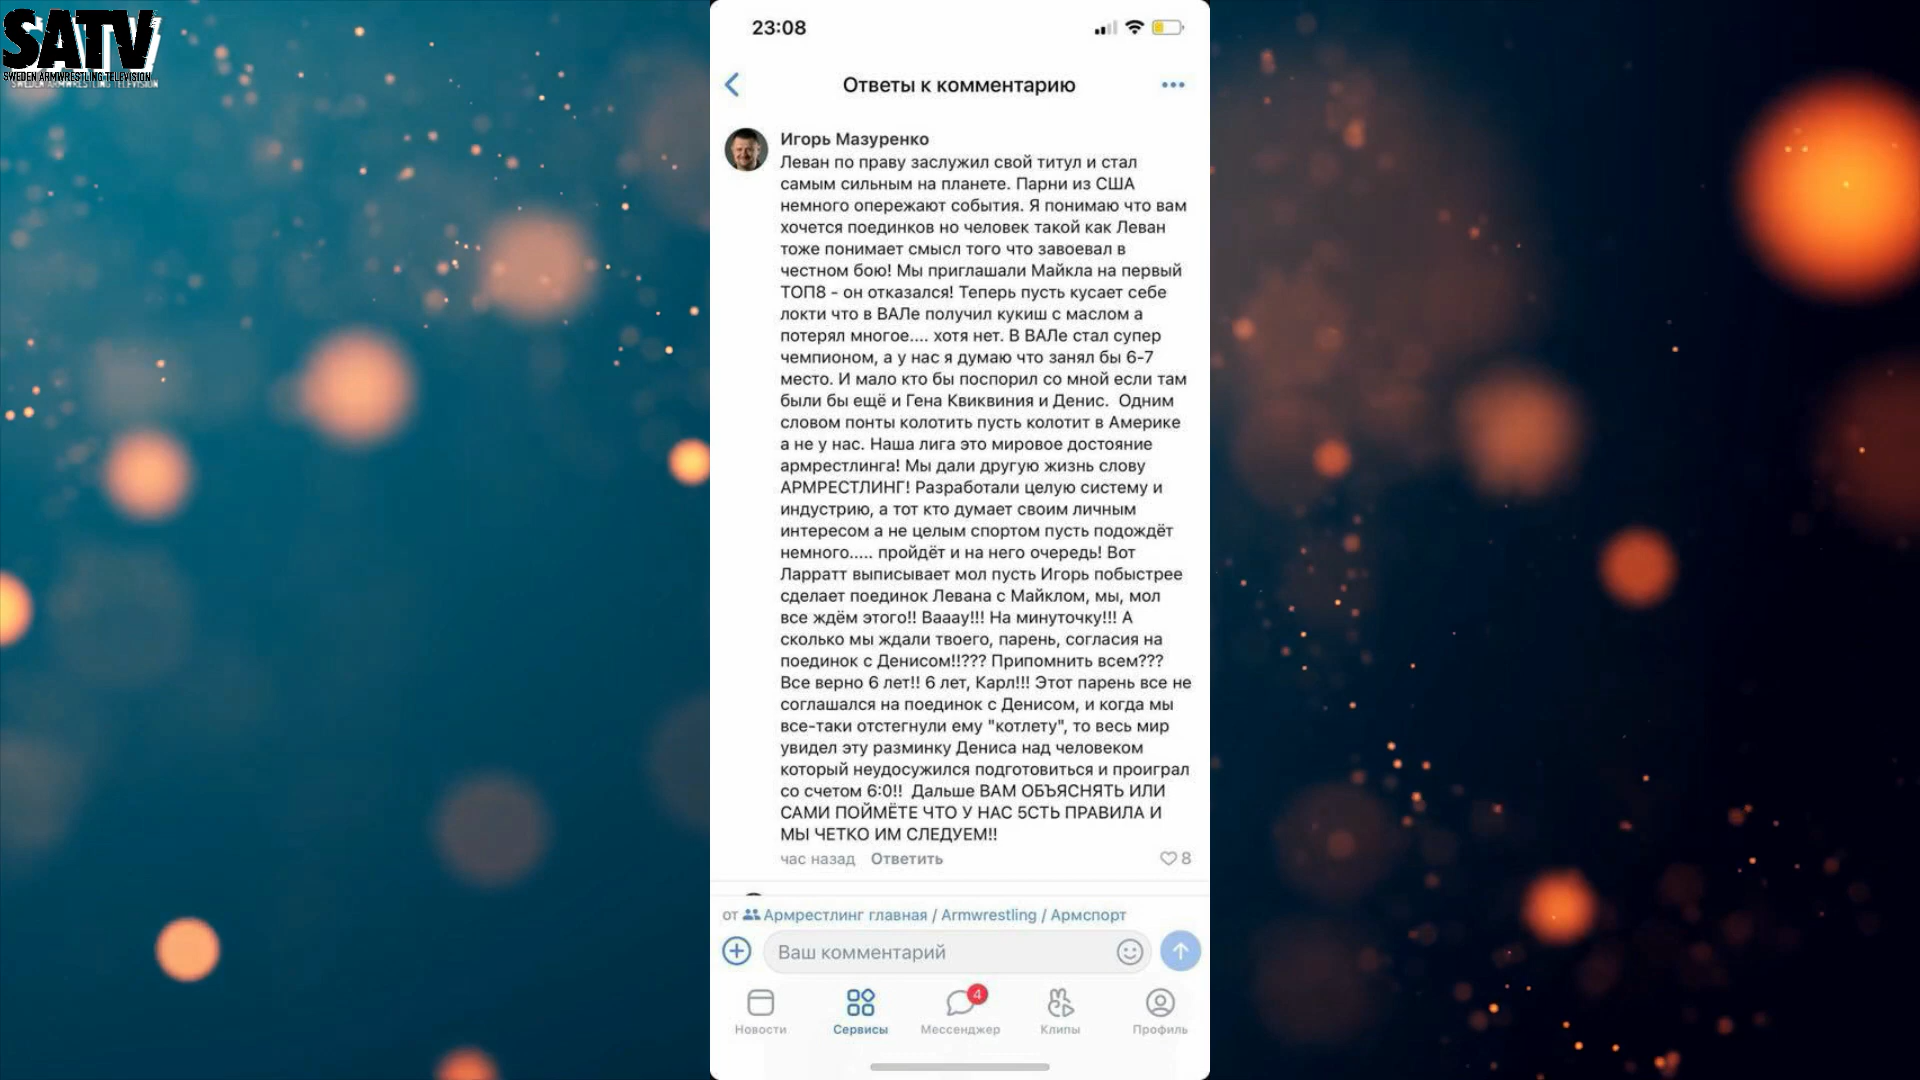 SATV
SWEDEN ARMWRESTLING TELEVISION
23:08
Ответы к комментарию
Игорь Мазуренко
Леван по праву заслужил свой титул и стал
самым сильным на планете. Парни из США
немного опережают события. Я понимаю что вам
хочется поединков но человек такой как Леван
тоже понимает смысл того что завоевал в
честном бою! Мы приглашали Майкла на первый
ТОП8 - он отказался! Теперь пусть кусает себе
локти что в ВАЛе получил кукиш с маслом а
потерял многое.... хотя нет. В ВАЛе стал супер
чемпионом, а у нас я думаю что занял бы 6-7
место. И мало кто бы поспорил со мной если там
были бы ещё и Гена Квиквиния и Денис.  Одним
словом понты колотить пусть колотит в Америке
а не у нас. Наша лига это мировое достояние
армрестлинга! Мы дали другую жизнь слову
АРМРЕСТЛИНГ! Разработали целую систему и
индустрию, а тот кто думает своим личным
интересом а не целым спортом пусть подождёт
немного..... пройдёт и на него очередь! Вот
Ларратт выписывает мол пусть Игорь побыстрее
сделает поединок Левана с Майклом, мы, мол
все ждём этого!! Вааау!!! На минуточку!!! А
сколько мы ждали твоего, парень, согласия на
поединок с Денисом!!??? Припомнить всем???
Все верно 6 лет!! 6 лет, Карл!!! Этот парень все не
соглашался на поединок с Денисом, и когда мы
все-таки отстегнули ему "котлету", то весь мир
увидел эту разминку Дениса над человеком
который неудосужился подготовиться и проиграл
со счетом 6:0!!  Дальше ВАМ ОБЪЯСНЯТЬ ИЛИ
САМИ ПОЙМЁТЕ ЧТО У НАС 5СТЬ ПРАВИЛА И
МЫ ЧЕТКО ИМ СЛЕДУЕМ!!
час назад Ответить 8
от Армрестлинг главная / Armwrestling / Армспорт
Ваш комментарий
4
Новости Сервисы Мессенджер Клипы Профиль